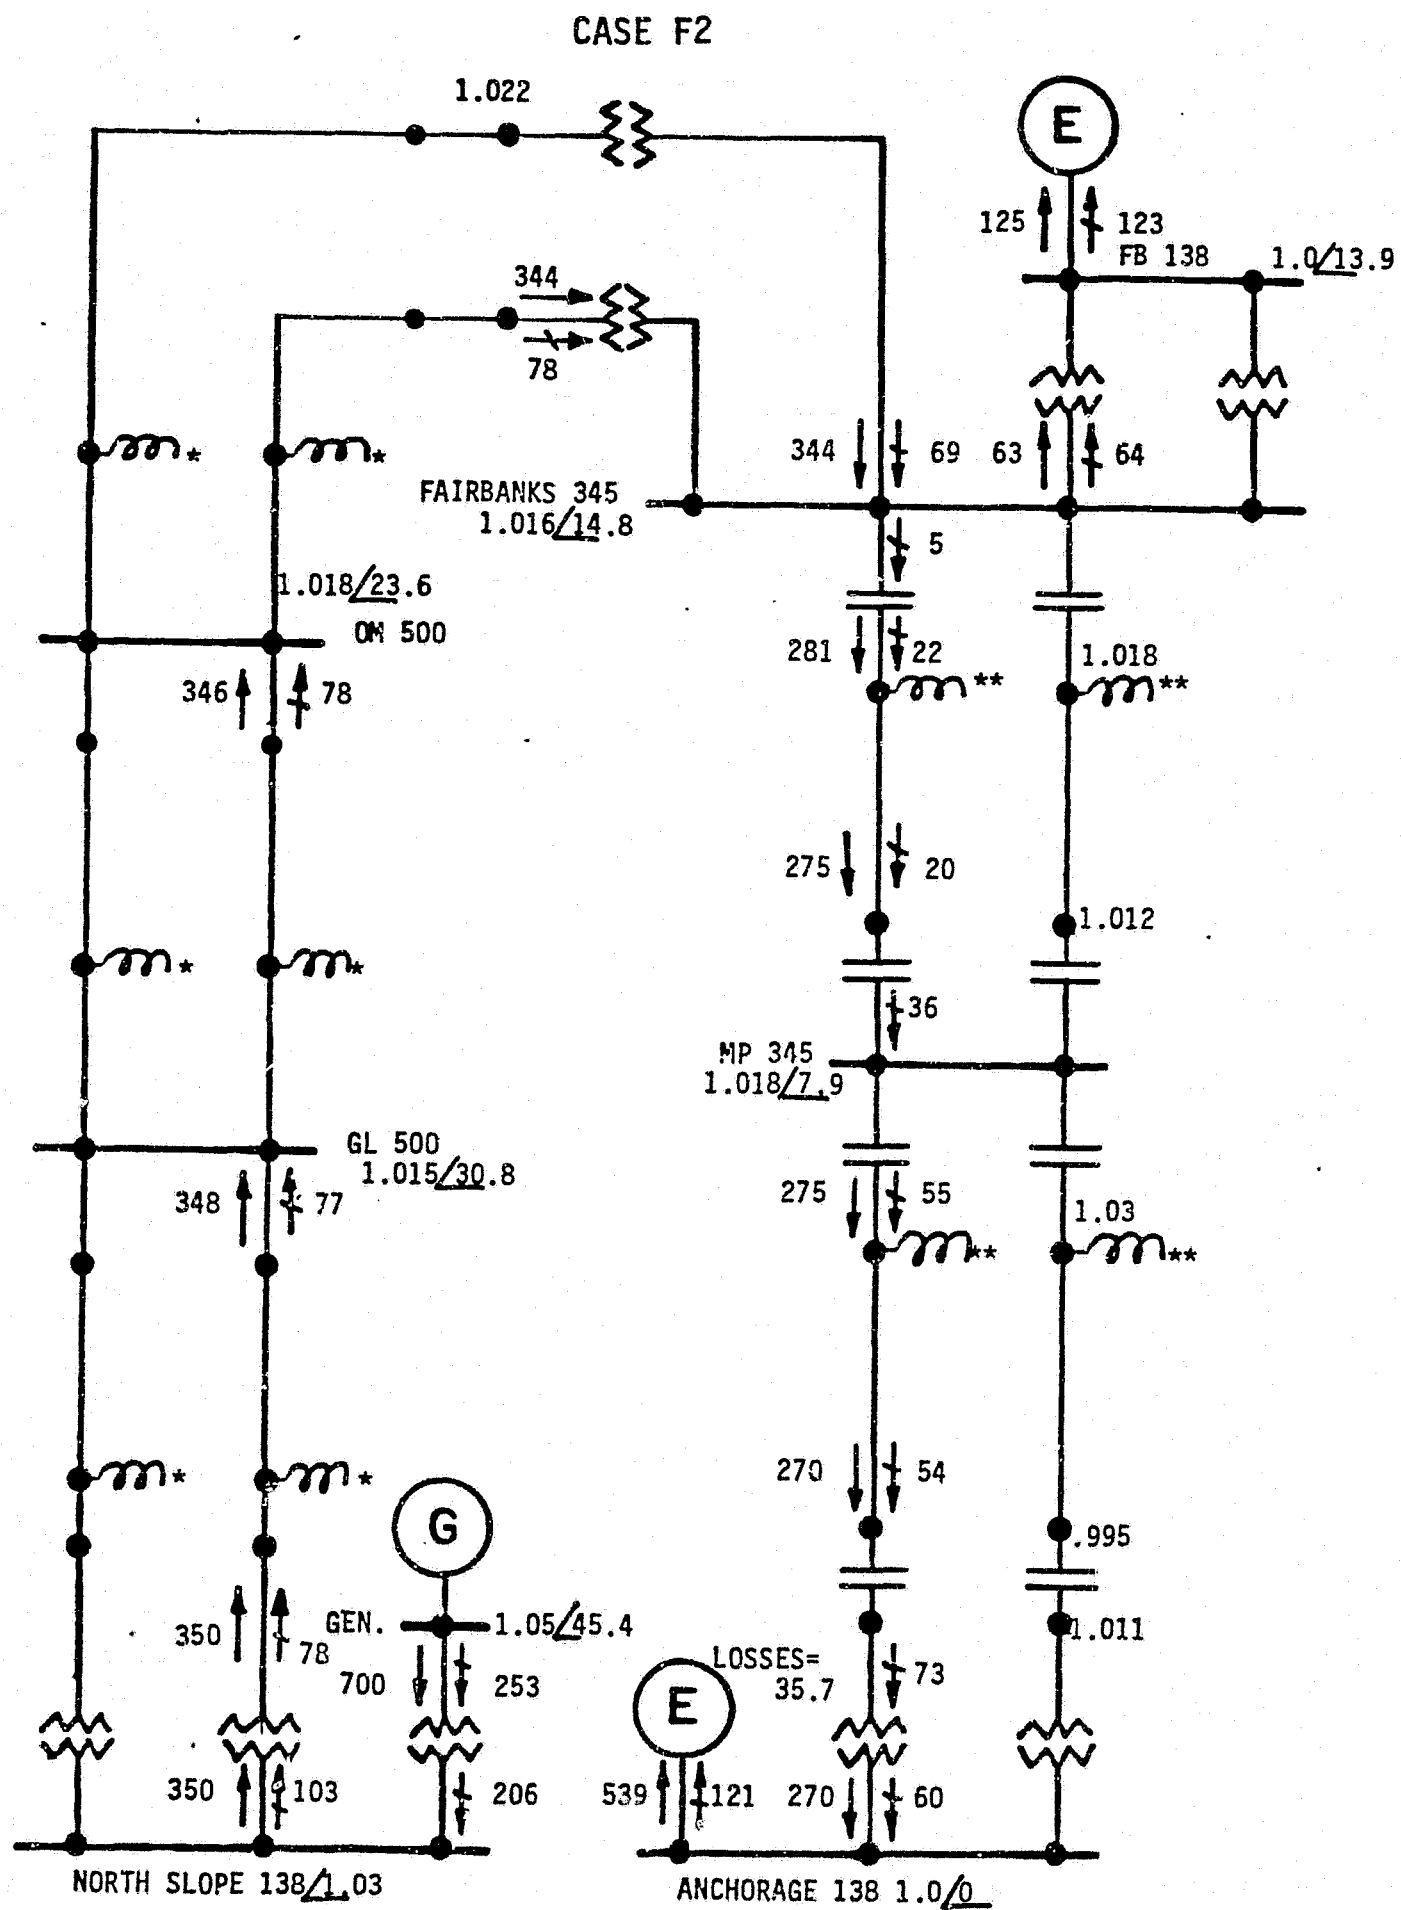 CASE F2
1.022
E
125 123
FB 138 1.0/13.9
344
78
344 69 63 64
*
*
FAIRBANKS 345
1.016/14.8
5
1.018/23.6
OM 500
281 22 1.018
** **
346 78
275 20
1.012
* *
36
MP 345
1.018/7.9
GL 500
1.015/30.8
348 77
275 55
1.03
** **
270 54
* *
G
.995
350 78
GEN. 1.05/45.4
1.011
700 253
LOSSES=
35.7
73
E
350 103
206
539 121 270 60
NORTH SLOPE 138/1.03
ANCHORAGE 138 1.0/0